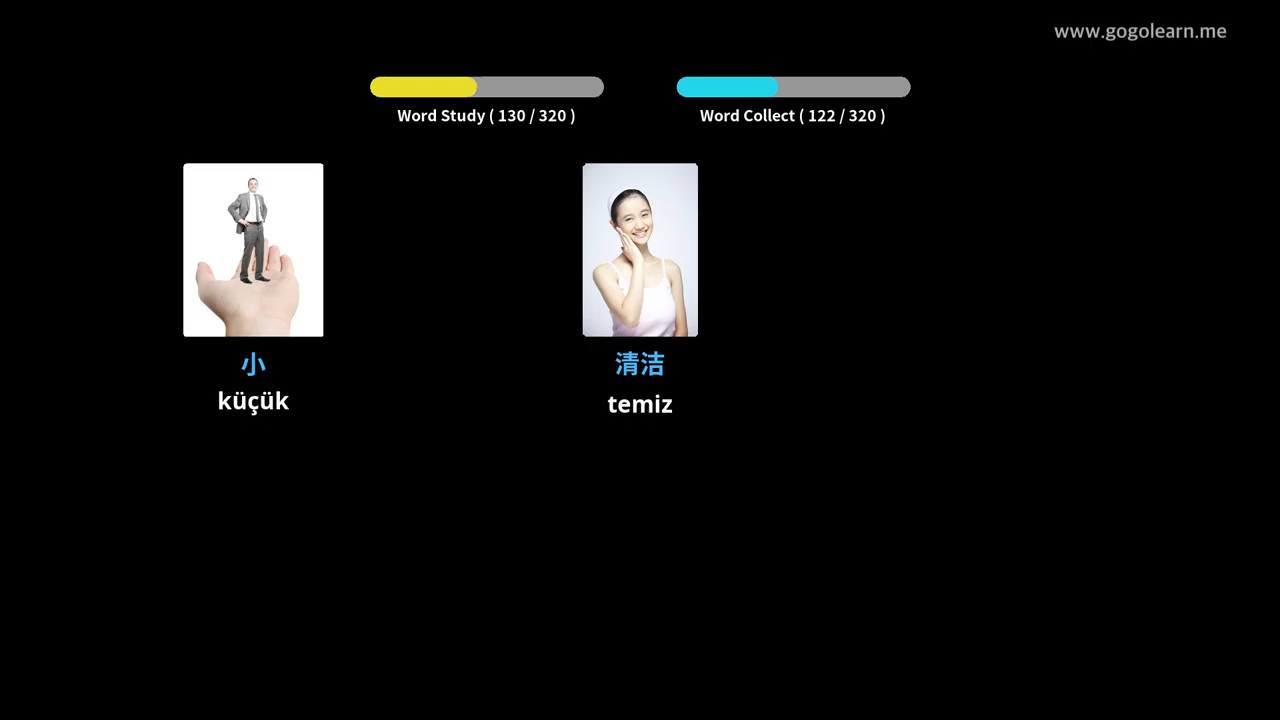 www.gogolearn.me
Word Study ( 130 / 320 )
Word Collect ( 122 / 320 )
小
küçük
清洁
temiz